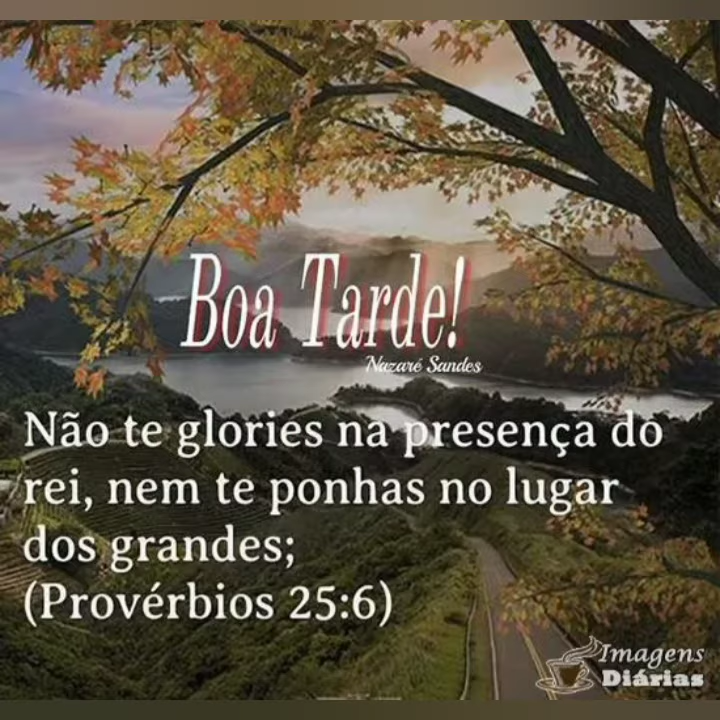 Boa Tarde!
Nazaré Sandes
Não te glories na presença do
rei, nem te ponhas no lugar
dos grandes;
(Provérbios 25:6)
Imagens
Diárias